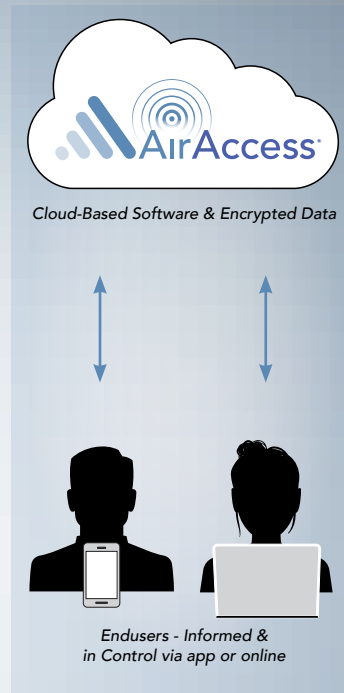 AirAccess®
Cloud-Based Software & Encrypted Data
Endusers - Informed &
in Control via app or online